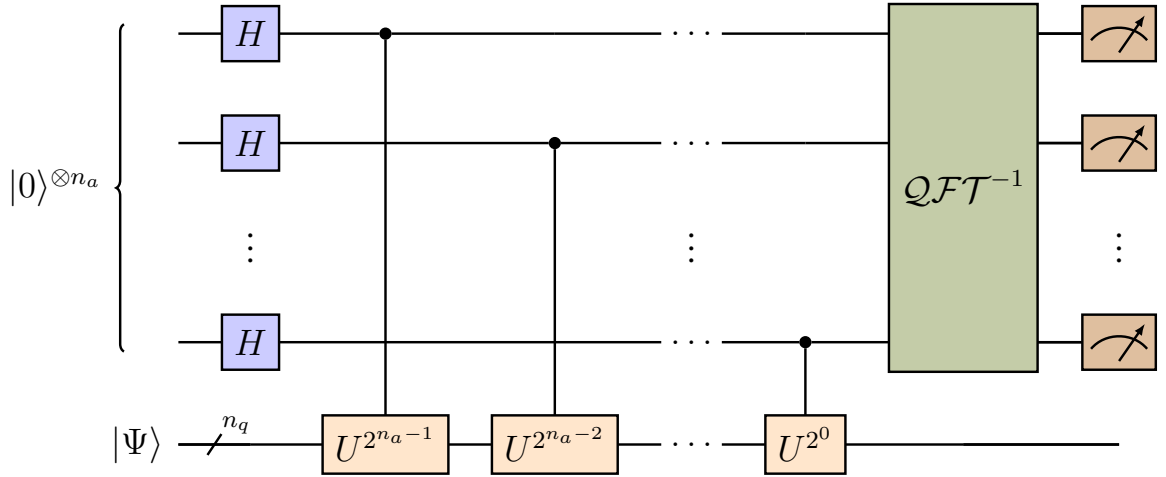 H
H
|0⟩^{⊗n_a}
QFT^{-1}
⋮ ⋮ ⋮
H
|Ψ⟩ n_q U^{2^{n_a-1}} U^{2^{n_a-2}} ⋯ U^{2^0}